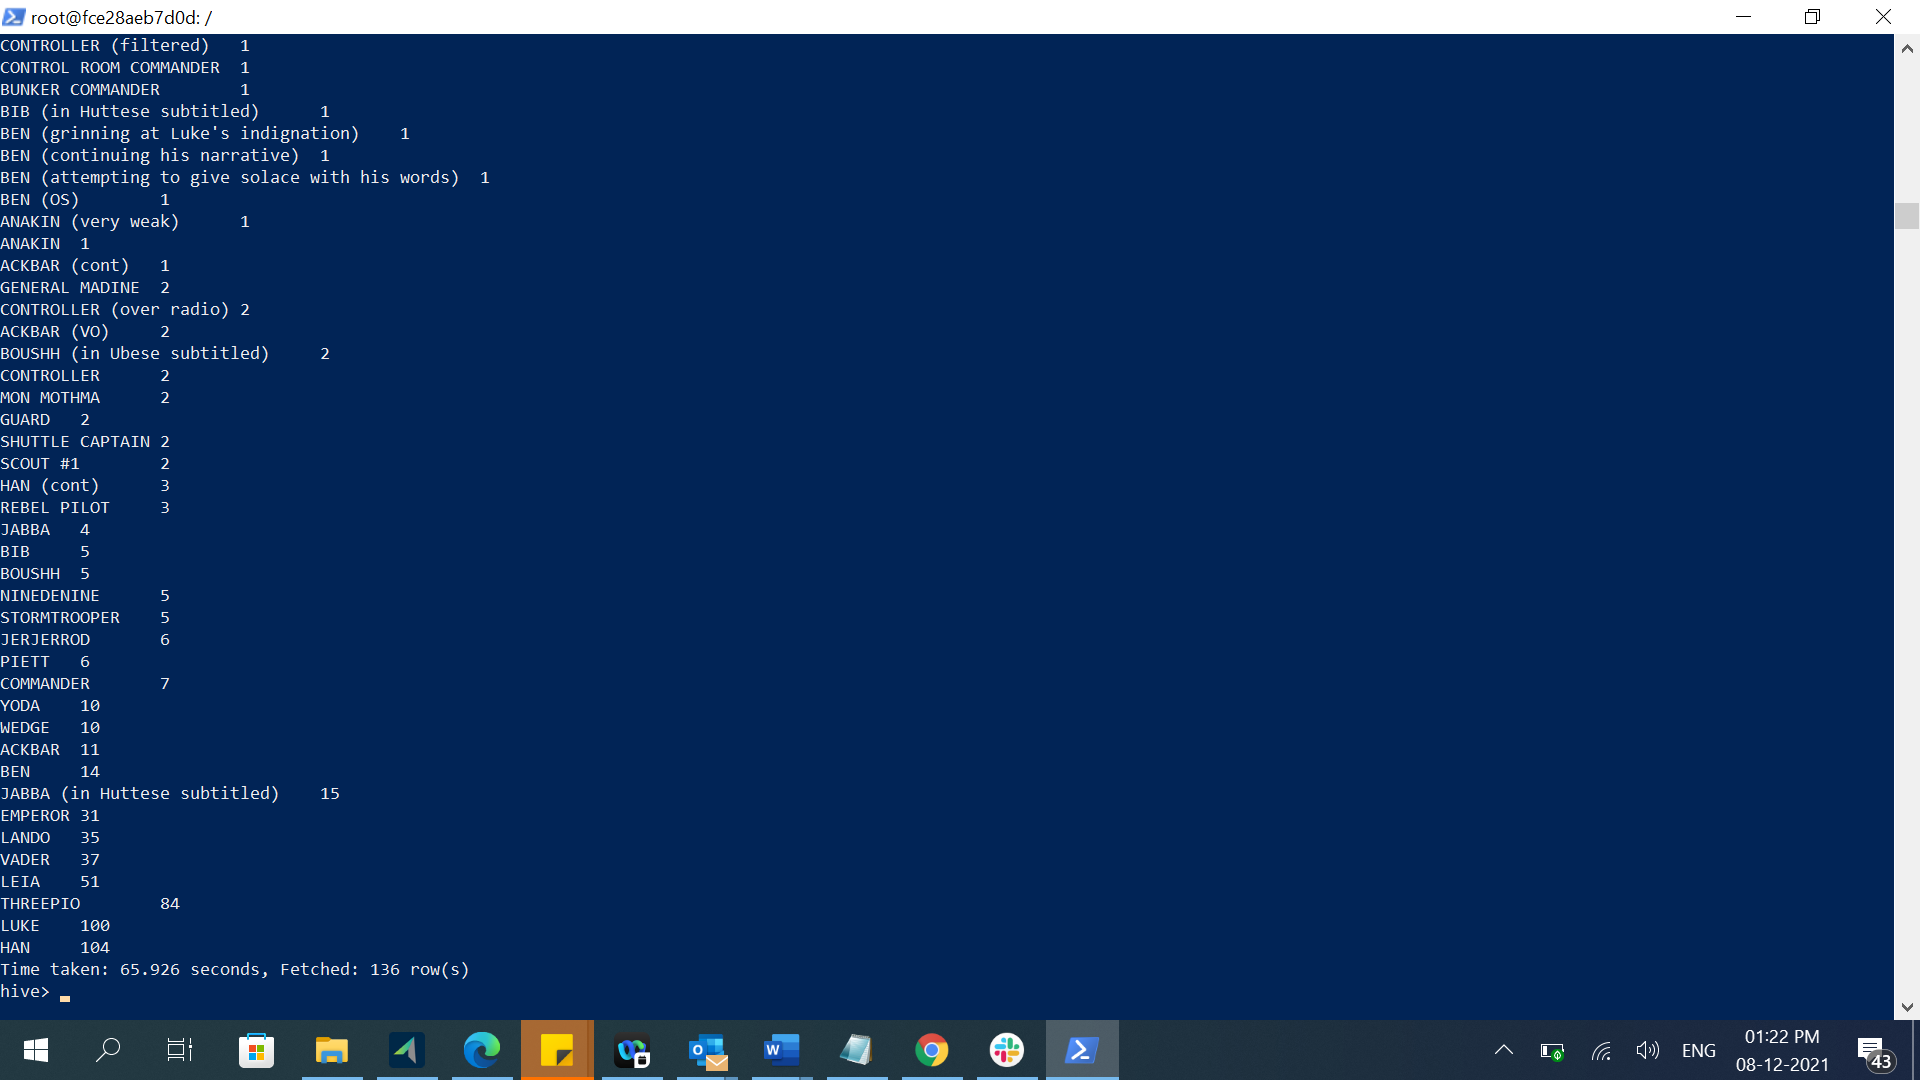 root@fce28aeb7d0d: /
CONTROLLER (filtered)   1
CONTROL ROOM COMMANDER  1
BUNKER COMMANDER        1
BIB (in Huttese subtitled)      1
BEN (grinning at Luke's indignation)    1
BEN (continuing his narrative)  1
BEN (attempting to give solace with his words)  1
BEN (OS)        1
ANAKIN (very weak)      1
ANAKIN  1
ACKBAR (cont)   1
GENERAL MADINE  2
CONTROLLER (over radio) 2
ACKBAR (VO)     2
BOUSHH (in Ubese subtitled)     2
CONTROLLER      2
MON MOTHMA      2
GUARD   2
SHUTTLE CAPTAIN 2
SCOUT #1        2
HAN (cont)      3
REBEL PILOT     3
JABBA   4
BIB     5
BOUSHH  5
NINEDENINE      5
STORMTROOPER    5
JERJERROD       6
PIETT   6
COMMANDER       7
YODA    10
WEDGE   10
ACKBAR  11
BEN     14
JABBA (in Huttese subtitled)    15
EMPEROR 31
LANDO   35
VADER   37
LEIA    51
THREEPIO        84
LUKE    100
HAN     104
Time taken: 65.926 seconds, Fetched: 136 row(s)
hive>
ENG
01:22 PM
08-12-2021
43